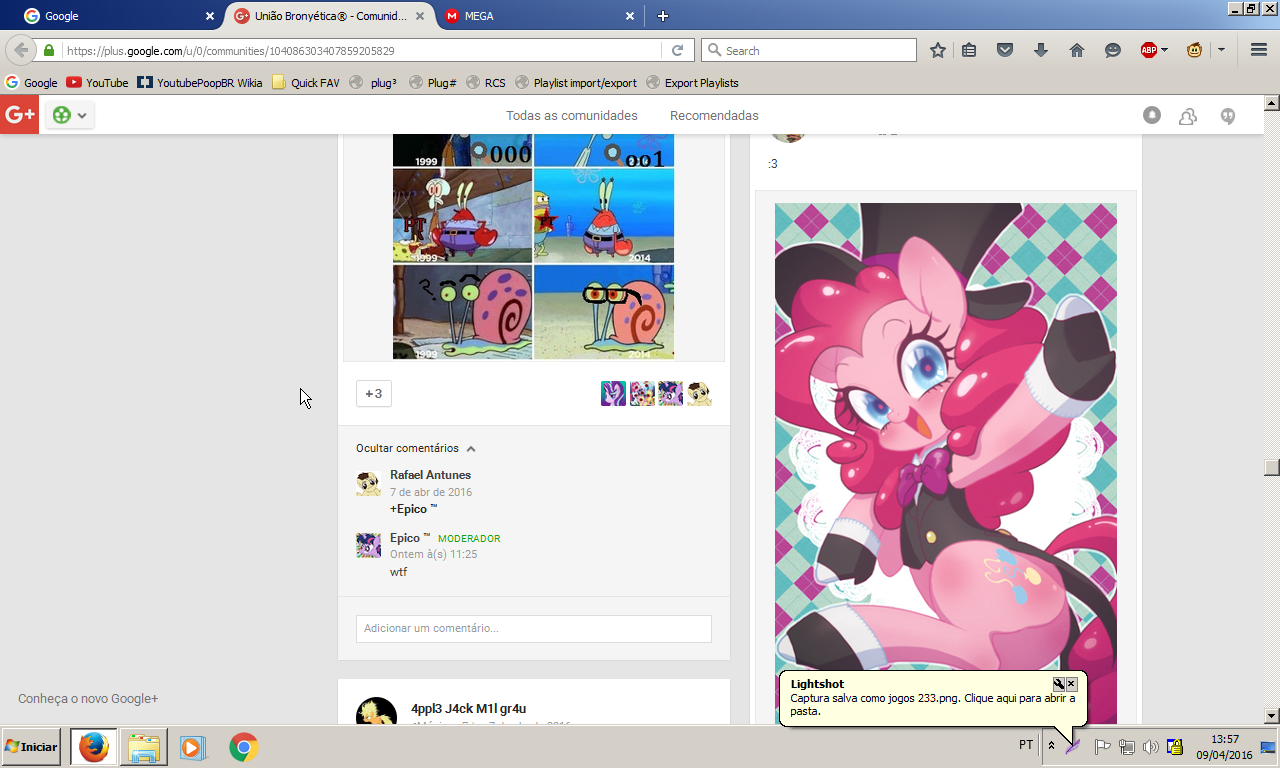 Google
União Bronyética® - Comunid...
MEGA
https://plus.google.com/u/0/communities/104086303407859205829
Search
ABP
Google
YouTube
YoutubePoopBR Wikia
Quick FAV
plug³
Plug#
RCS
Playlist import/export
Export Playlists
G+
Todas as comunidades
Recomendadas
1999
000
001
:3
PT
1999
2014
?
1999
2014
+3
Ocultar comentários
Rafael Antunes
7 de abr de 2016
+Epico ™
Epico ™ MODERADOR
Ontem à(s) 11:25
wtf
Adicionar um comentário...
Conheça o novo Google+
4ppl3 J4ck M1l gr4u
Lightshot
Captura salva como jogos 233.png. Clique aqui para abrir a
pasta.
Iniciar
PT
13:57
09/04/2016